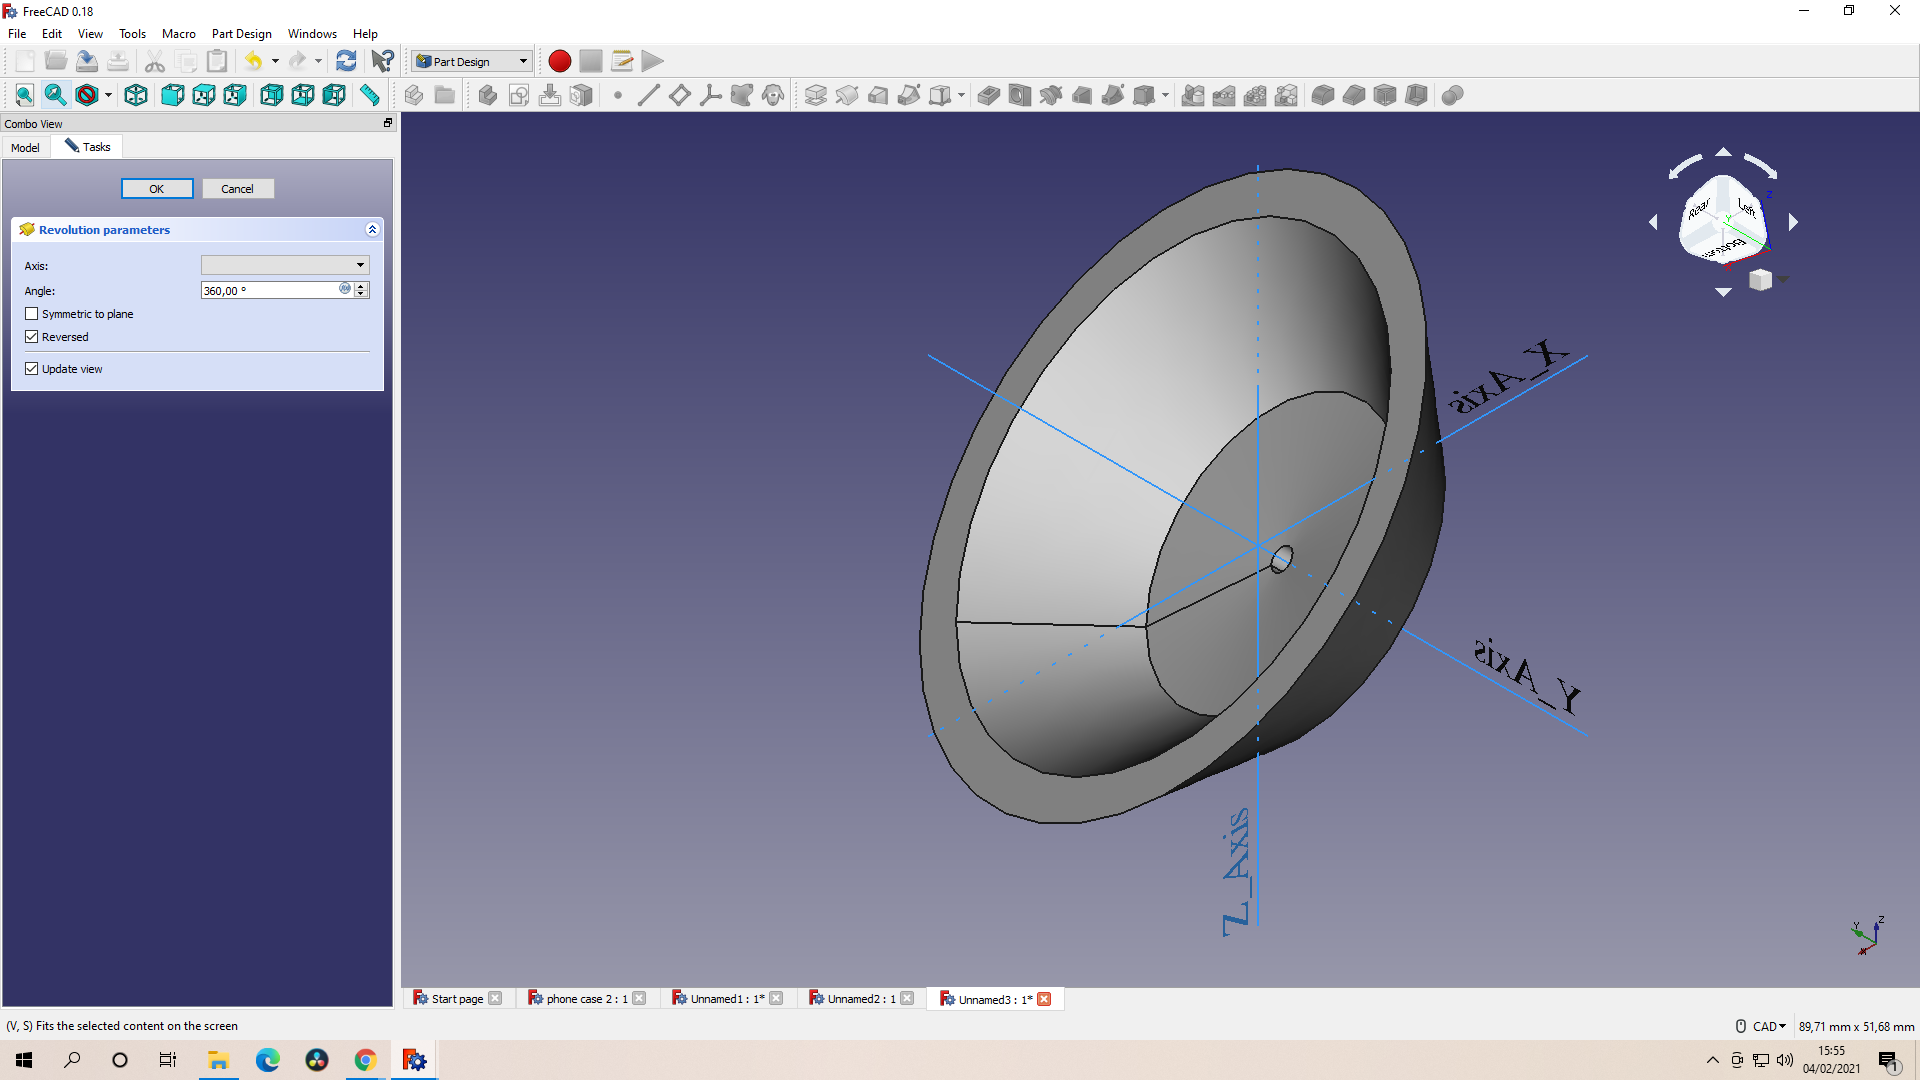 FreeCAD 0.18
File Edit View Tools Macro Part Design Windows Help
Part Design
Combo View
Model Tasks
OK Cancel
Revolution parameters
Axis:
Angle: 360,00 °
Symmetric to plane
Reversed
Update view
Rear Left
Bottom
Z
Y
X_Axis
Y_Axis
Z_Axis
Y Z
X
Start page phone case 2 : 1 Unnamed1 : 1* Unnamed2 : 1 Unnamed3 : 1*
(V, S) Fits the selected content on the screen
CAD 89,71 mm x 51,68 mm
15:55
04/02/2021
1